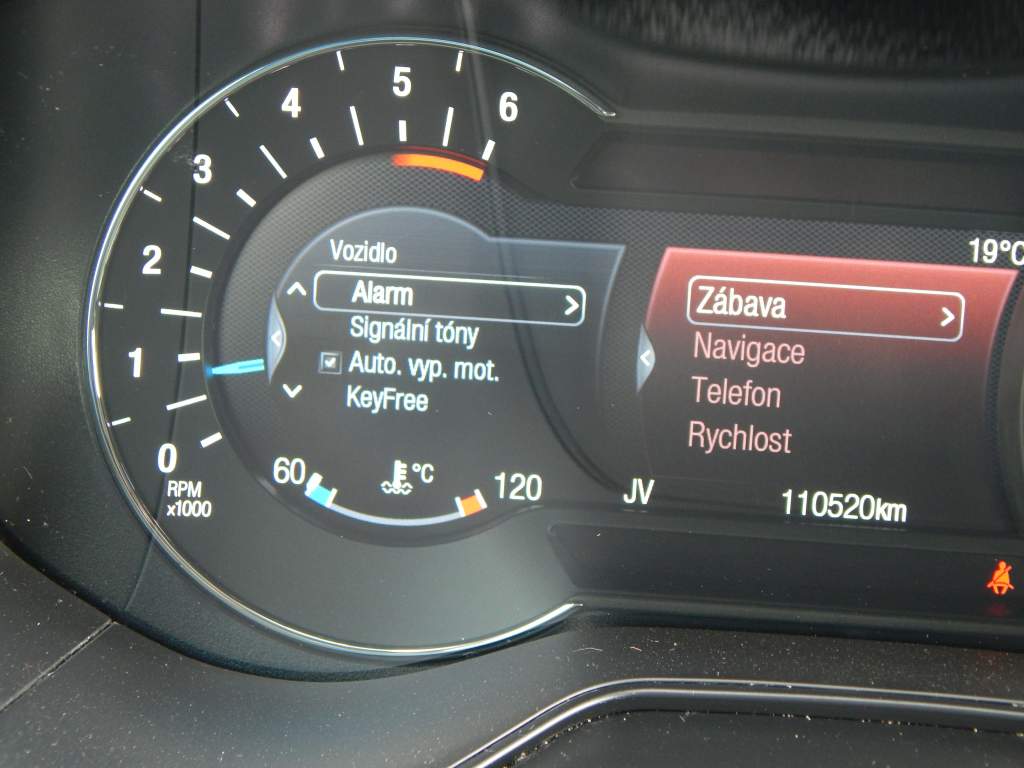 5
4
6
3
2
1
0
RPM
x1000
Vozidlo
Alarm
Signální tóny
Auto. vyp. mot.
KeyFree
60
°C
120
19°C
Zábava
Navigace
Telefon
Rychlost
JV
110520km